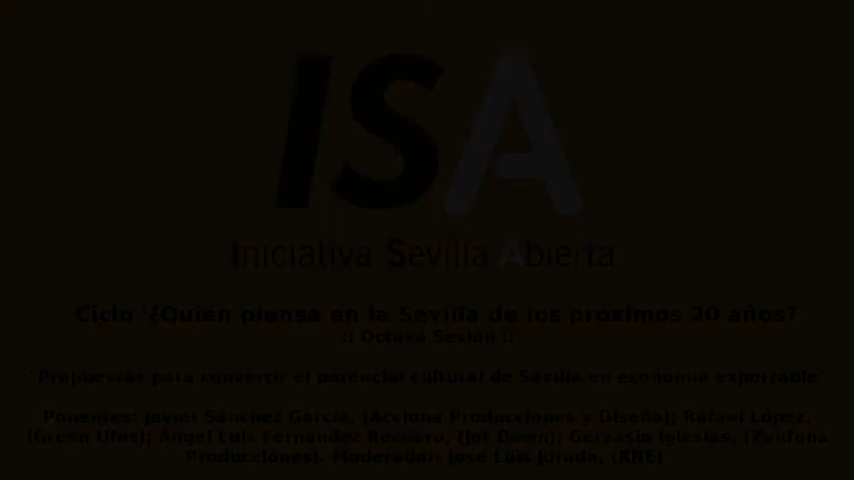 ISA
Iniciativa Sevilla Abierta
Ciclo '¿Quién piensa en la Sevilla de los próximos 20 años?
:: Octava Sesión ::
"Propuestas para convertir el potencial cultural de Sevilla en economía exportable"
Ponentes: Javier Sánchez García, (Acciona Producciones y Diseño); Rafael López,
(Green Ufos); Angel Luis Fernández Recuero, (Jot Down); Gervasio Iglesias, (Zanfoña
Producciones). Moderador: José Luis Jurado, (RNE)